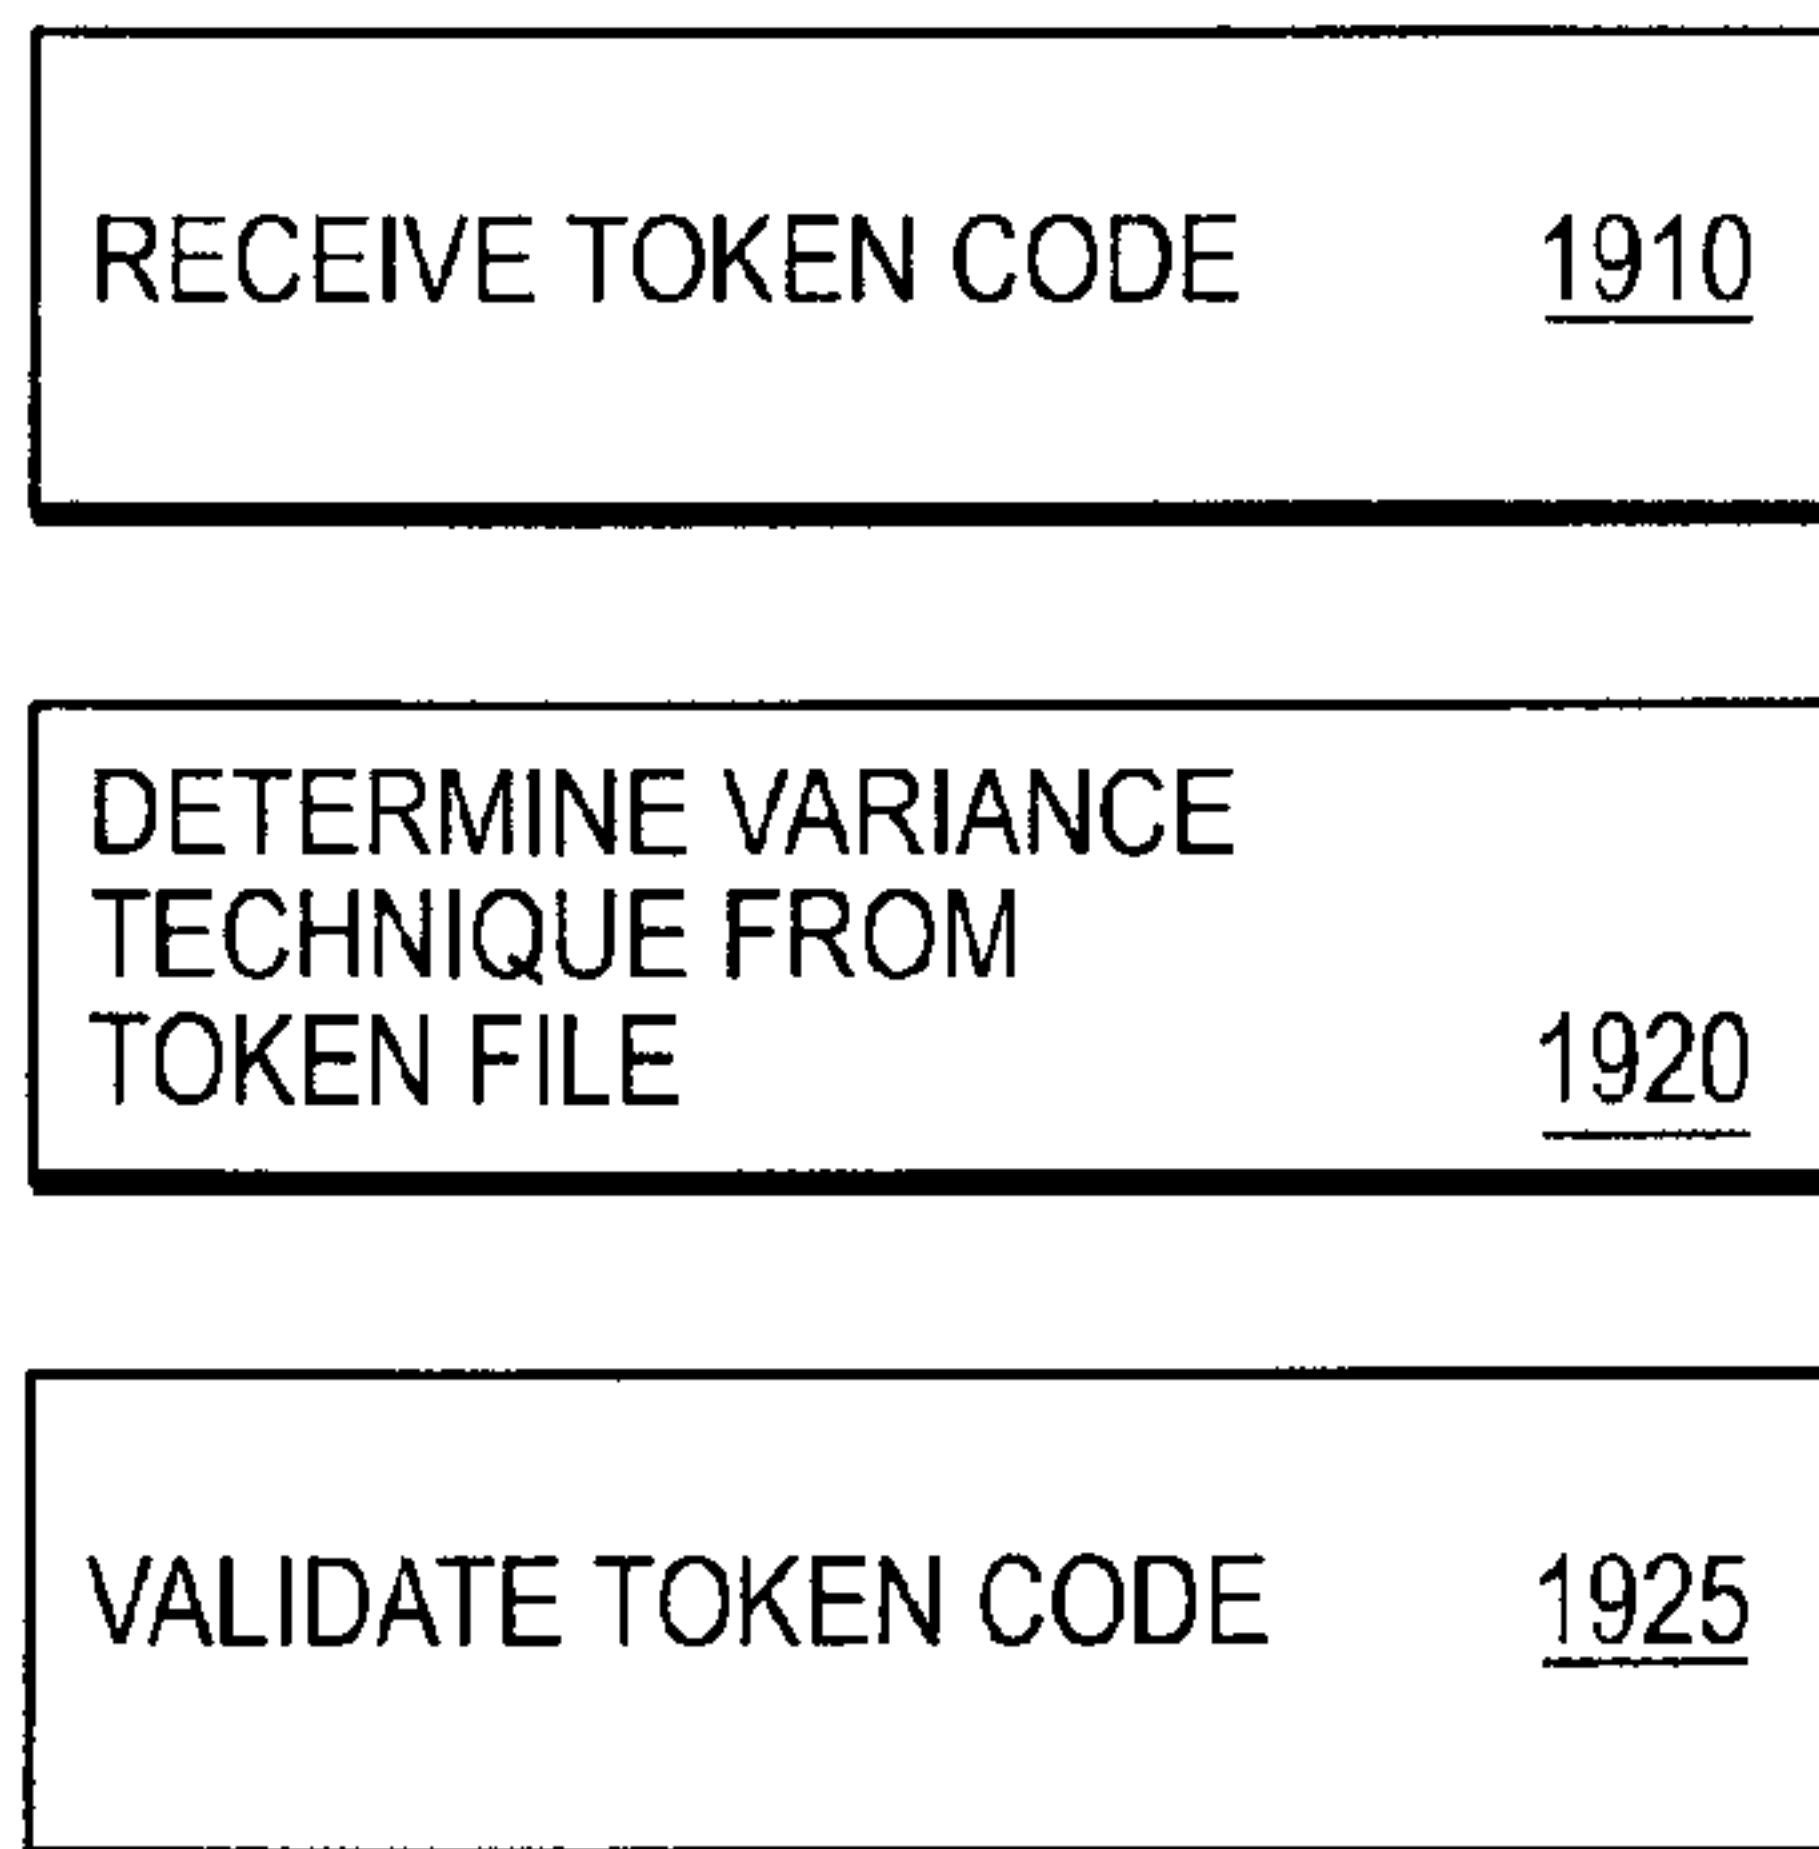 RECEIVE TOKEN CODE 1910
DETERMINE VARIANCE
TECHNIQUE FROM
TOKEN FILE 1920
VALIDATE TOKEN CODE 1925